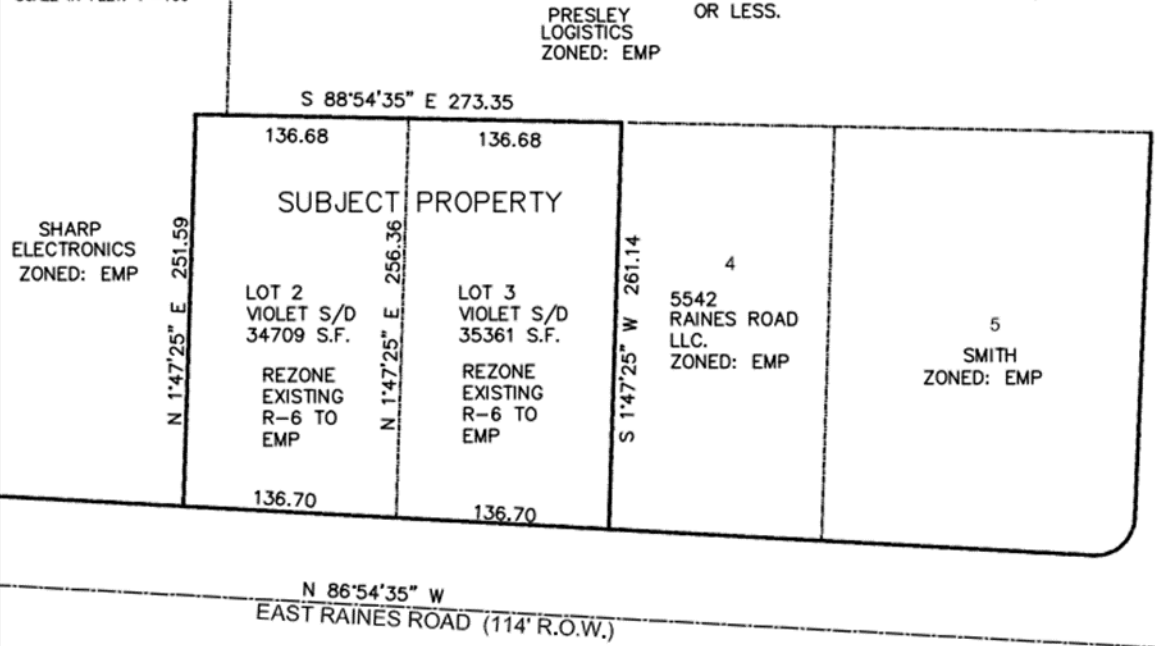 PRESLEY
LOGISTICS
ZONED: EMP
OR LESS.
S 88°54'35" E 273.35
136.68
136.68
SUBJECT PROPERTY
SHARP
ELECTRONICS
ZONED: EMP
N 1°47'25" E 251.59
LOT 2
VIOLET S/D
34709 S.F.
REZONE
EXISTING
R-6 TO
EMP
N 1°47'25" E 256.36
LOT 3
VIOLET S/D
35361 S.F.
REZONE
EXISTING
R-6 TO
EMP
S 1°47'25" W 261.14
4
5542
RAINES ROAD
LLC.
ZONED: EMP
5
SMITH
ZONED: EMP
136.70
136.70
N 86°54'35" W
EAST RAINES ROAD (114' R.O.W.)